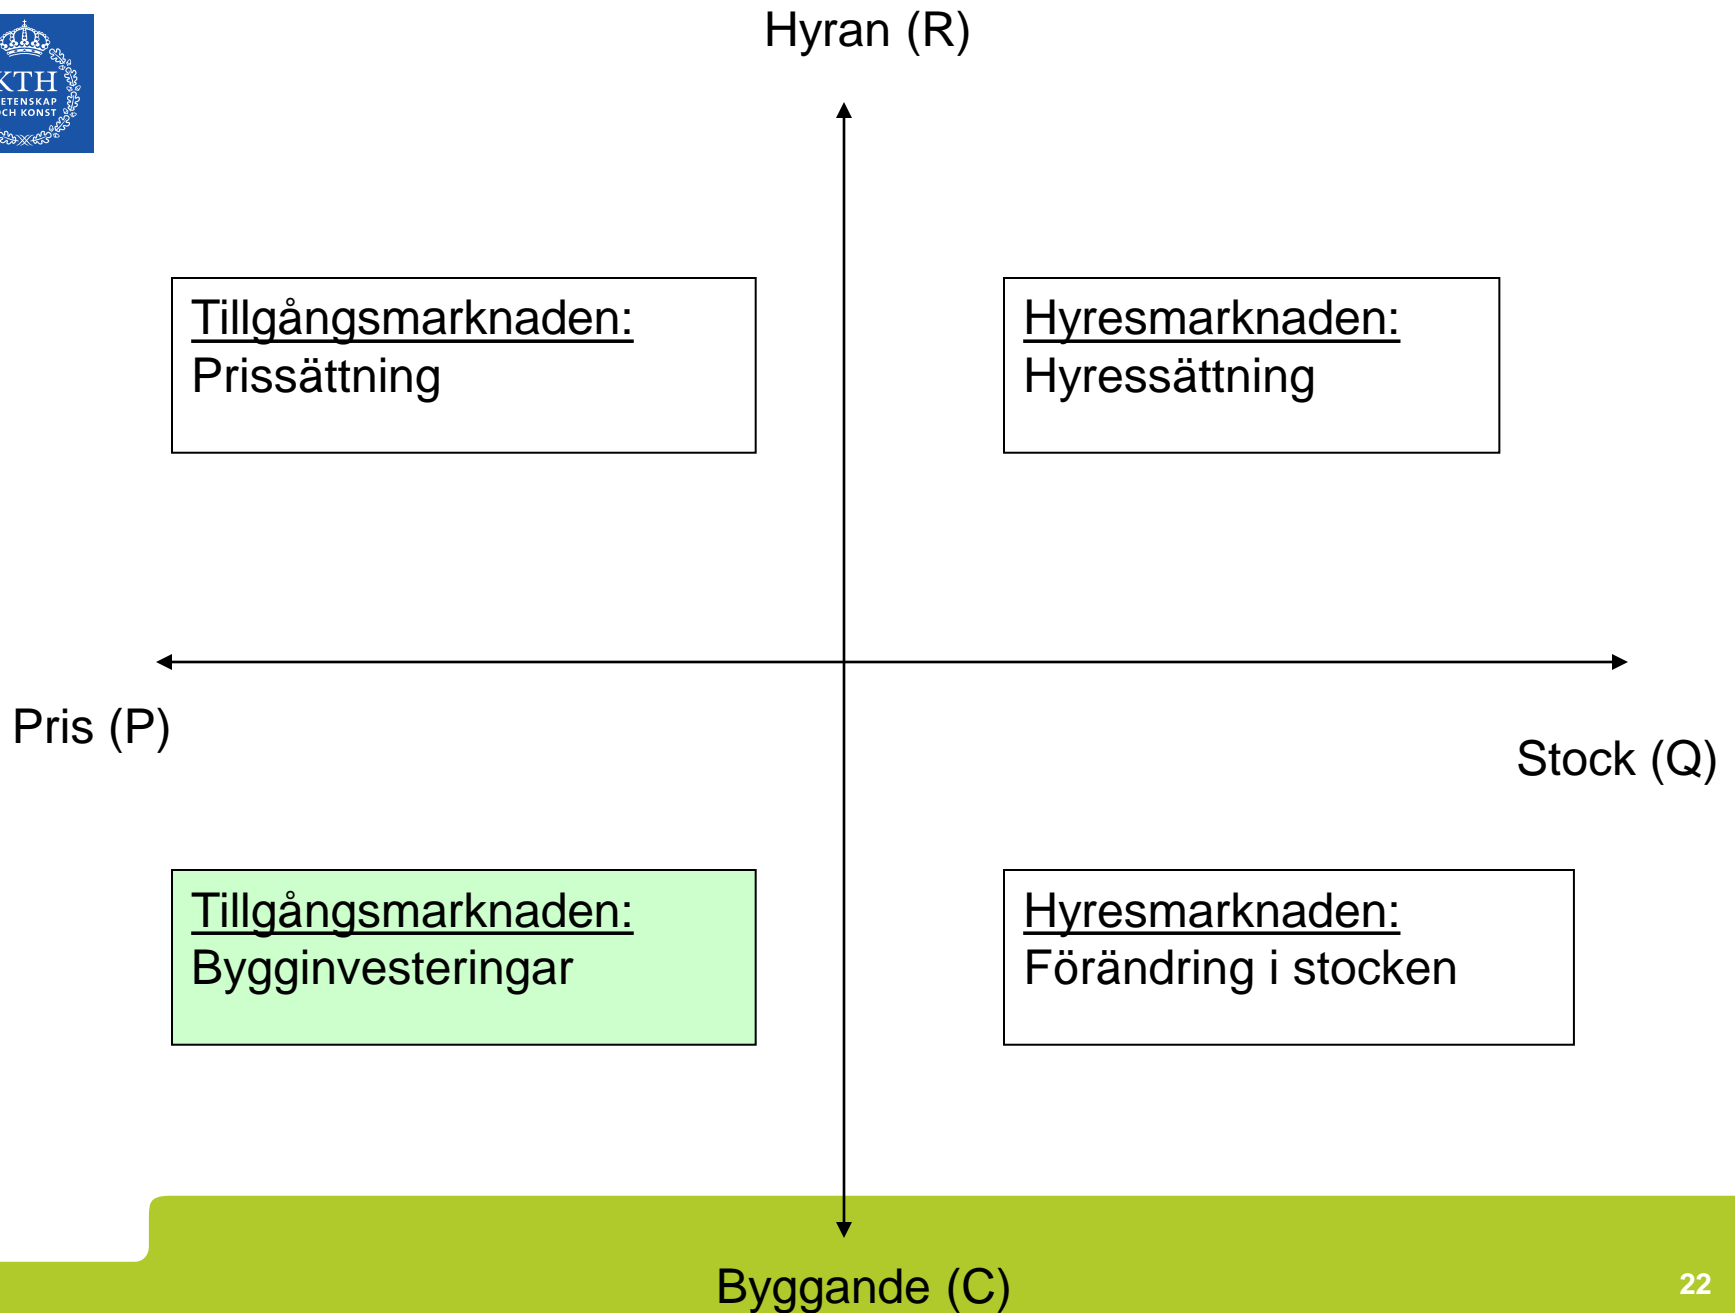 Hyran (R)
KTH
VETENSKAP
OCH KONST
Tillgångsmarknaden:
Prissättning
Hyresmarknaden:
Hyressättning
Pris (P)
Stock (Q)
Tillgångsmarknaden:
Bygginvesteringar
Hyresmarknaden:
Förändring i stocken
Byggande (C)
22